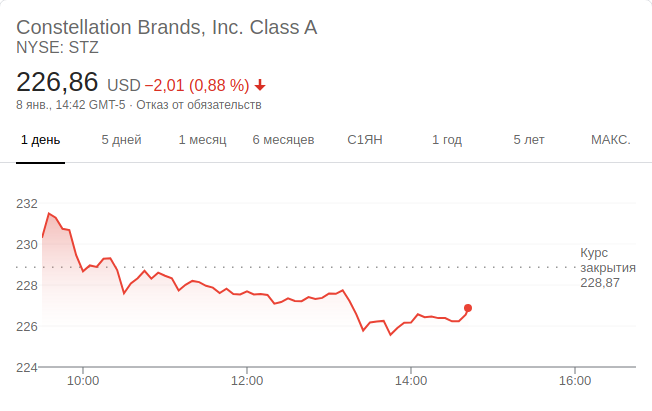 Constellation Brands, Inc. Class A
NYSE: STZ
226,86 USD −2,01 (0,88 %)
8 янв., 14:42 GMT-5 · Отказ от обязательств
1 день 5 дней 1 месяц 6 месяцев С1ЯН 1 год 5 лет МАКС.
232
230
Курс
закрытия
228,87
228
226
224
10:00 12:00 14:00 16:00